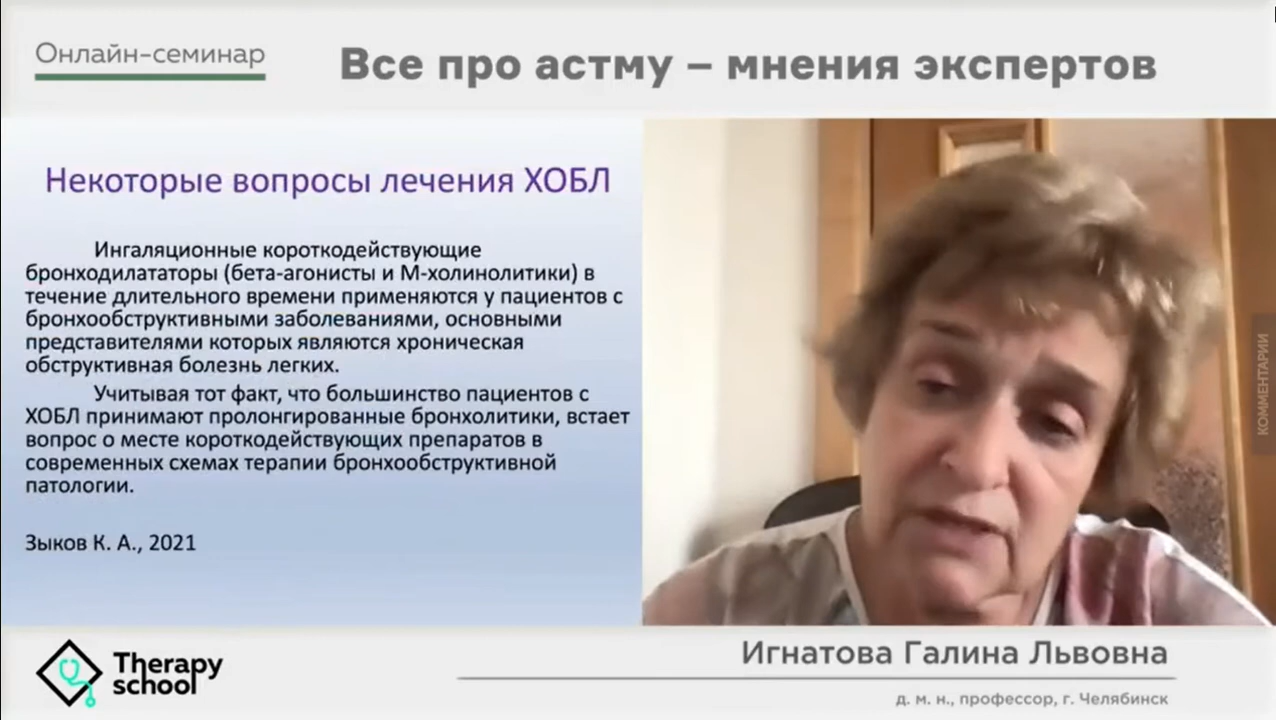 Онлайн-семинар
Все про астму – мнения экспертов
Некоторые вопросы лечения ХОБЛ
Ингаляционные короткодействующие
бронходилататоры (бета-агонисты и М-холинолитики) в
течение длительного времени применяются у пациентов с
бронхообструктивными заболеваниями, основными
представителями которых являются хроническая
обструктивная болезнь легких.
Учитывая тот факт, что большинство пациентов с
ХОБЛ принимают пролонгированные бронхолитики, встает
вопрос о месте короткодействующих препаратов в
современных схемах терапии бронхообструктивной
патологии.
Зыков К. А., 2021
КОММЕНТАРИИ
Therapy
school
Игнатова Галина Львовна
д. м. н., профессор, г. Челябинск